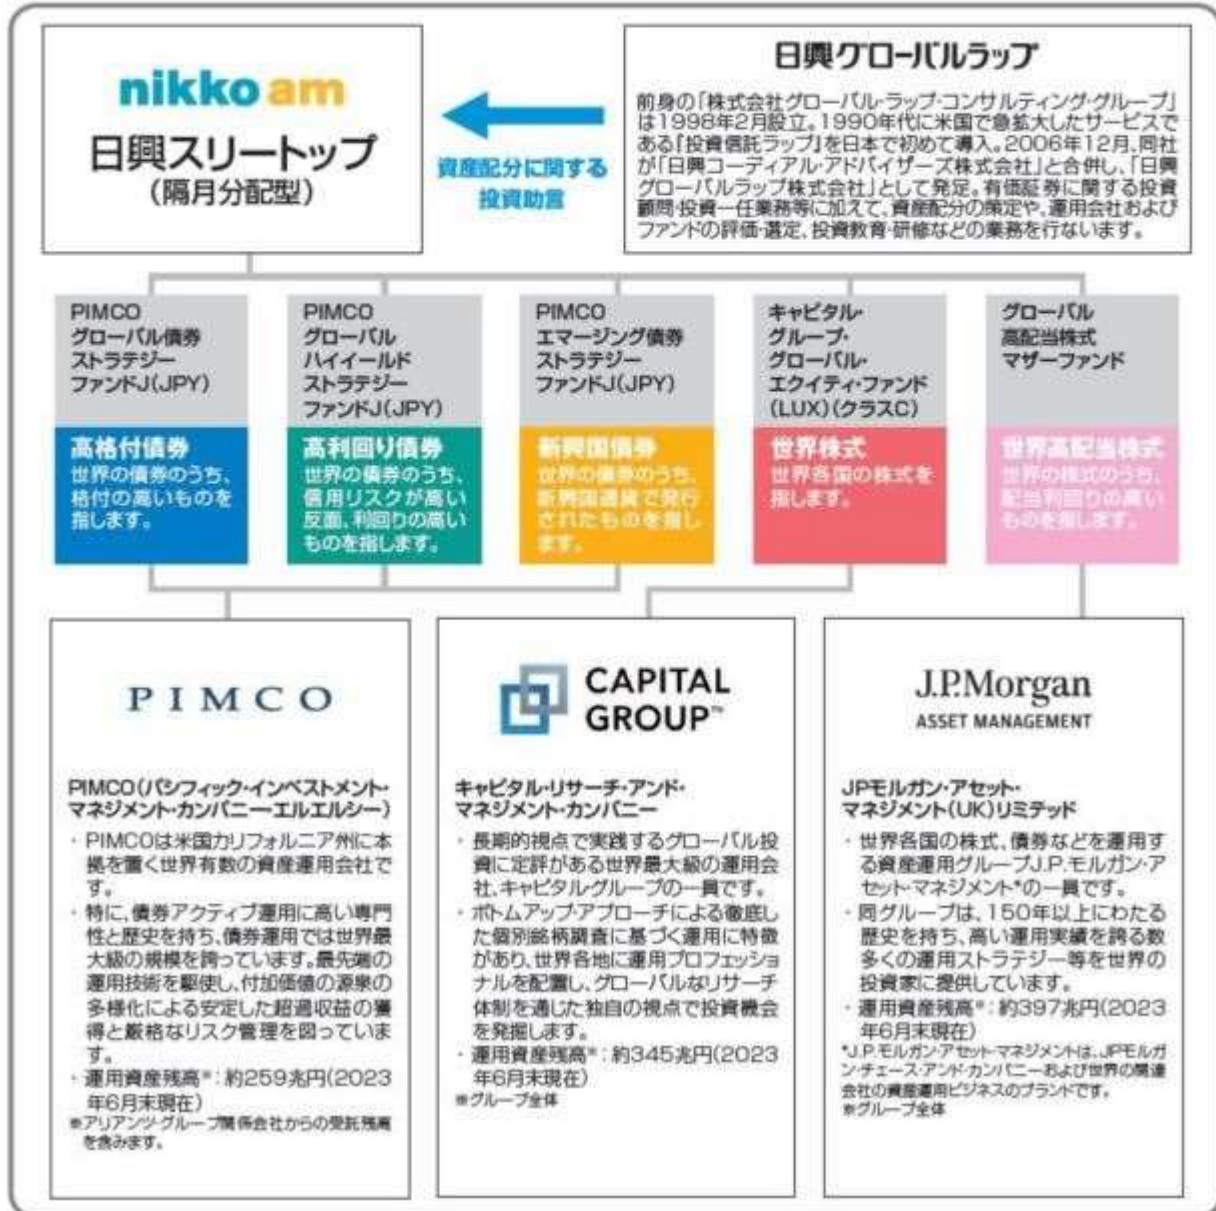 nikko am
日興スリートップ
(隔月分配型)
資産配分に関する
投資助言
日興グローバルラップ
前身の「株式会社グローバル・ラップ・コンサルティング・グループ」
は1998年2月設立。1990年代に米国で急拡大したサービスで
ある『投資信託ラップ』を日本で初めて導入。2006年12月、同社
が「日興コーディアル・アドバイザーズ株式会社」と合併し、「日興
グローバルラップ株式会社」として発足。有価証券に関する投資
顧問・投資一任業務等に加えて、資産配分の策定や、運用会社および
ファンドの評価・選定、投資教育・研修などの業務を行ないます。
PIMCO
グローバル債券
ストラテジー
ファンドJ(JPY)
高格付債券
世界の債券のうち、
格付の高いものを
指します。
PIMCO
グローバル
ハイイールド
ストラテジー
ファンドJ(JPY)
高利回り債券
世界の債券のうち、
信用リスクが高い
反面、利回りの高い
ものを指します。
PIMCO
エマージング債券
ストラテジー
ファンドJ(JPY)
新興国債券
世界の債券のうち、
新興国通貨で発行
されたものを指し
ます。
キャピタル・
グループ・
グローバル・
エクイティ・ファンド
(LUX)(クラスC)
世界株式
世界各国の株式を
指します。
グローバル
高配当株式
マザーファンド
世界高配当株式
世界の株式のうち、
配当利回りの高い
ものを指します。
PIMCO
PIMCO(パシフィック・インベストメント・
マネジメント・カンパニー・エルエルシー)
・PIMCOは米国カリフォルニア州に本
拠を置く世界有数の資産運用会社で
す。
・特に、債券アクティブ運用に高い専門
性と歴史を持ち、債券運用では世界最
大級の規模を誇っています。最先端の
運用技術を駆使し、付加価値の源泉の
多様化による安定した超過収益の獲
得と厳格なリスク管理を図っていま
す。
・運用資産残高※:約259兆円(2023
年6月末現在)
※アリアンツ・グループ関係会社からの受託残高
を含みます。
CAPITAL
GROUP™
キャピタル・リサーチ・アンド・
マネジメント・カンパニー
・長期的視点で実践するグローバル投
資に定評がある世界最大級の運用会
社、キャピタル・グループの一員です。
・ボトムアップ・アプローチによる徹底し
た個別銘柄調査に基づく運用に特徴
があり、世界各地に運用プロフェッショ
ナルを配置し、グローバルなリサーチ
体制を通じた独自の視点で投資機会
を発掘します。
・運用資産残高※:約345兆円(2023
年6月末現在)
※グループ全体
J.P.Morgan
ASSET MANAGEMENT
JPモルガン・アセット・
マネジメント(UK)リミテッド
・世界各国の株式、債券などを運用す
る資産運用グループJ.P.モルガン・ア
セット・マネジメント*の一員です。
・同グループは、150年以上にわたる
歴史を持ち、高い運用実績を誇る数
多くの運用ストラテジー等を世界の
投資家に提供しています。
・運用資産残高※:約397兆円(2023
年6月末現在)
*J.P.モルガン・アセット・マネジメントは、JPモルガ
ン・チェース・アンド・カンパニーおよび世界の関連
会社の資産運用ビジネスのブランドです。
※グループ全体